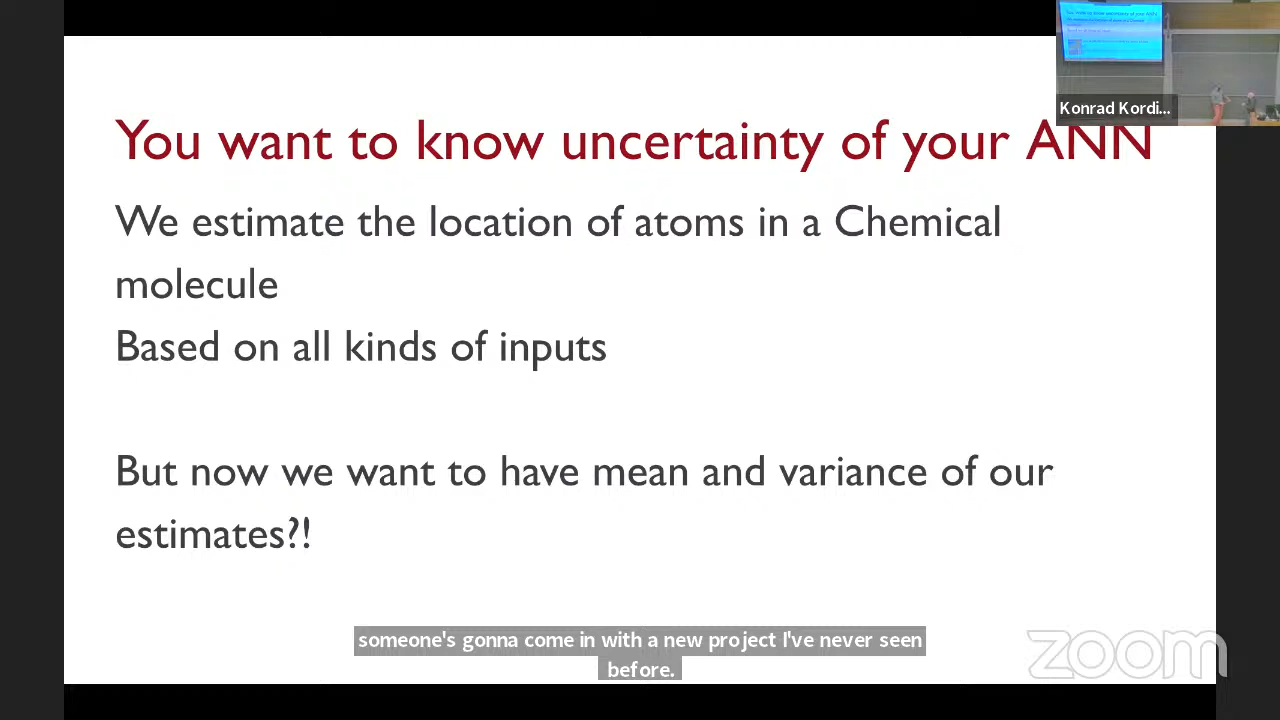 You want to know uncertainty of your ANN
We estimate the location of atoms in a Chemical
molecule
Based on all kinds of inputs
But now we want to have mean and variance of our
estimates?!
Konrad Kordi...
someone's gonna come in with a new project I've never seen
before.
zoom